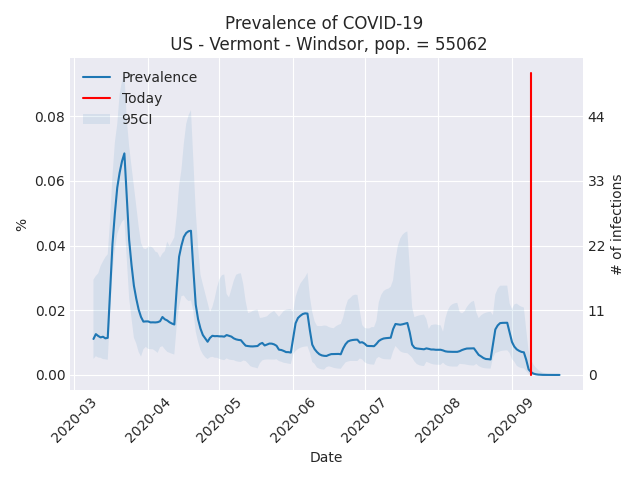 Prevalence of COVID-19
US - Vermont - Windsor, pop. = 55062
Prevalence
Today
95CI
0.08
0.06
0.04
0.02
0.00
%
44
33
22
11
0
# of infections
2020-03
2020-04
2020-05
2020-06
2020-07
2020-08
2020-09
Date